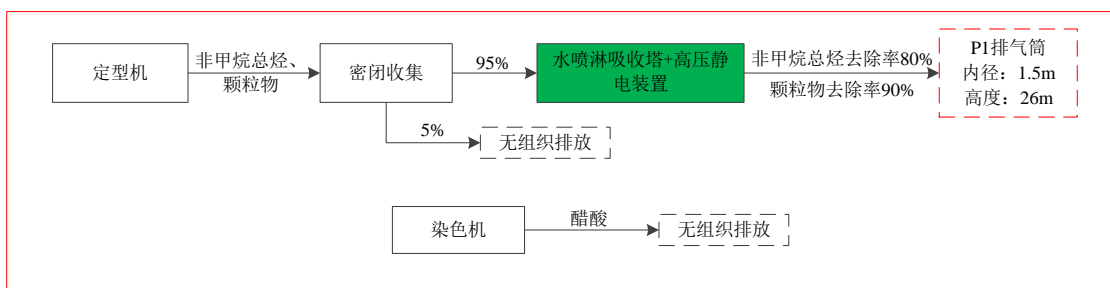 定型机
非甲烷总烃、
颗粒物
密闭收集
95%
水喷淋吸收塔+高压静
电装置
非甲烷总烃去除率80%
颗粒物去除率90%
P1排气筒
内径：1.5m
高度：26m
5%
无组织排放
染色机
醋酸
无组织排放